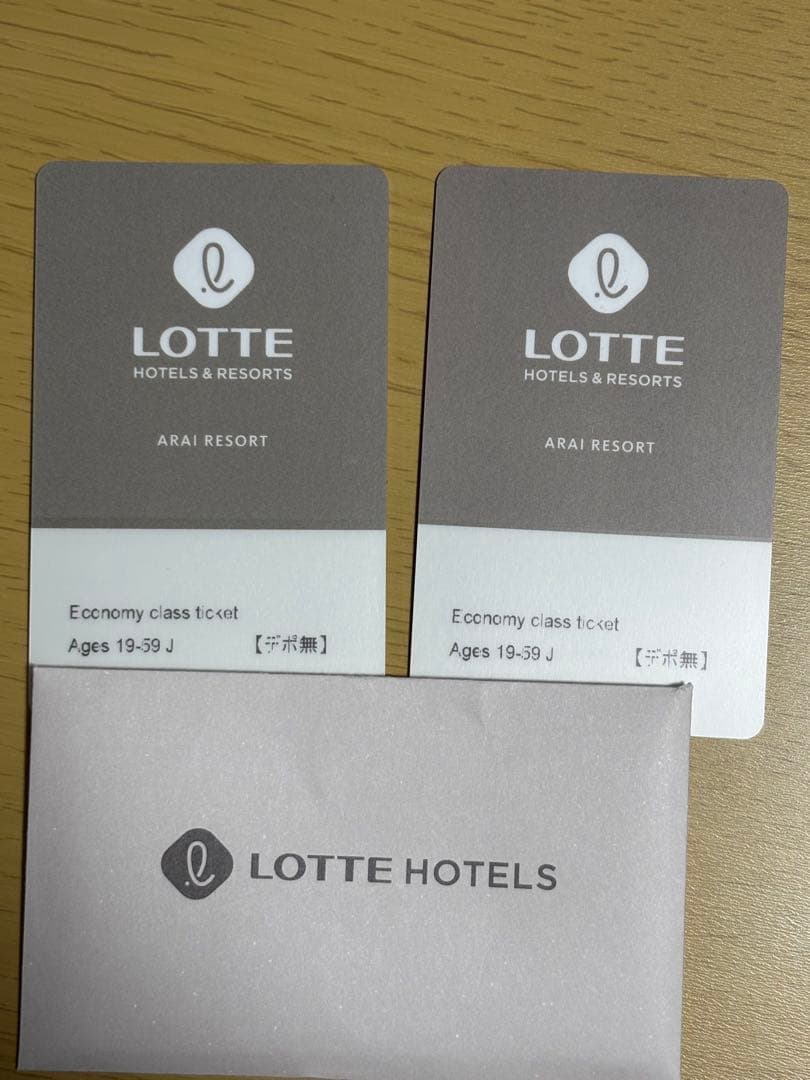 LOTTE
HOTELS & RESORTS
ARAI RESORT
Economy class ticket
Ages 19-59 J 【デポ無】
LOTTE
HOTELS & RESORTS
ARAI RESORT
Economy class ticket
Ages 19-59 J 【デポ無】
LOTTE HOTELS